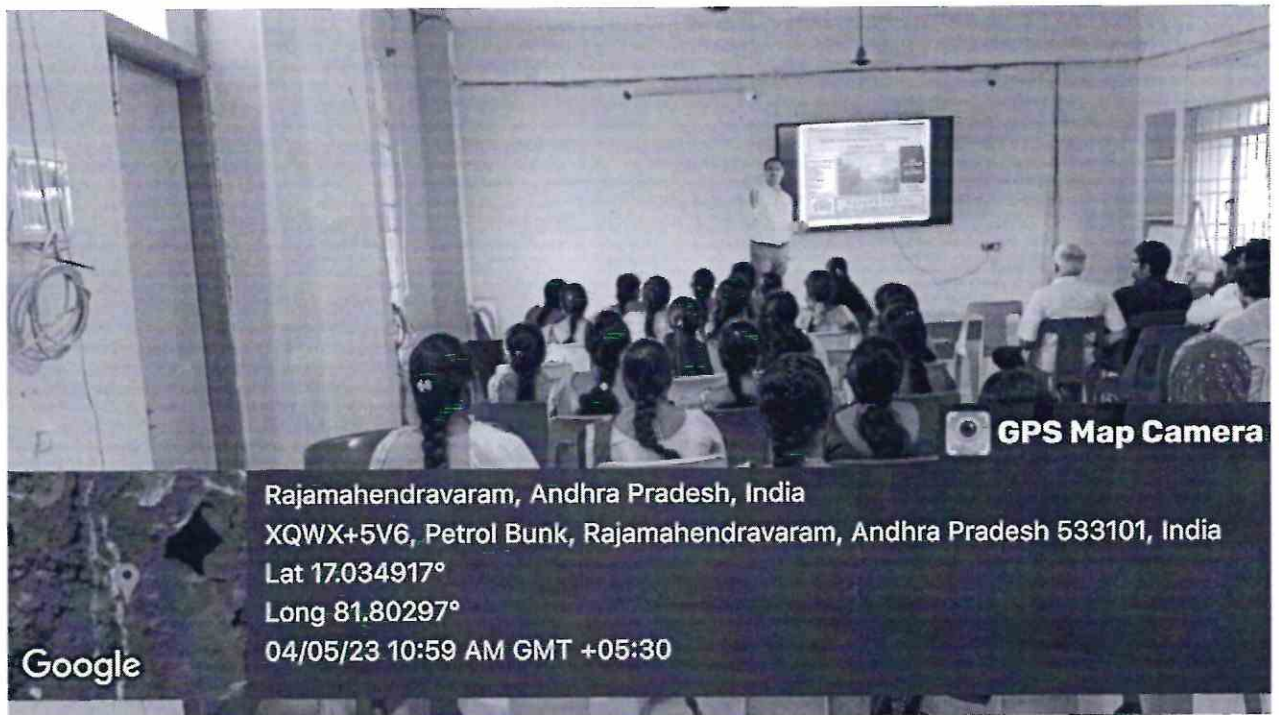 GPS Map Camera
Rajamahendravaram, Andhra Pradesh, India
XQWX+5V6, Petrol Bunk, Rajamahendravaram, Andhra Pradesh 533101, India
Lat 17.034917°
Long 81.80297°
04/05/23 10:59 AM GMT +05:30
Google